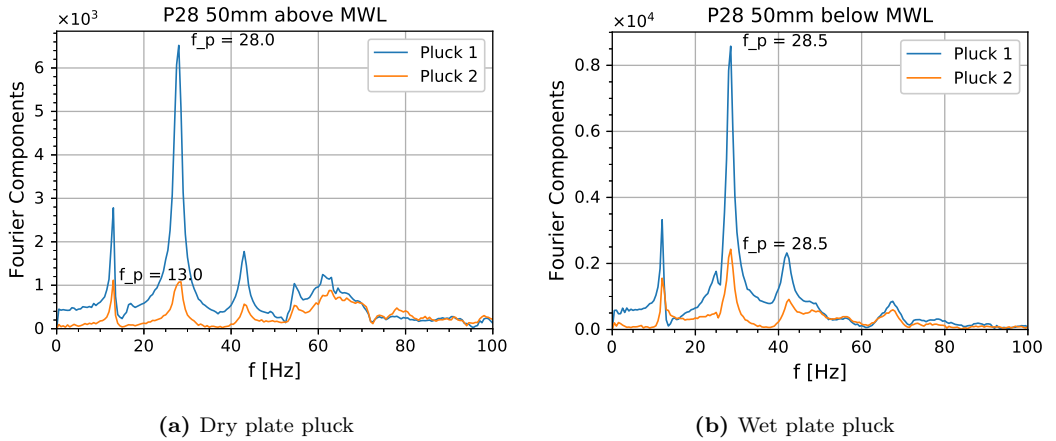 P28 50mm above MWL
×10³
f_p = 28.0
Pluck 1
Pluck 2
6
5
4
3
2
1
0
f_p = 13.0
Fourier Components
0 20 40 60 80 100
f [Hz]
(a) Dry plate pluck
P28 50mm below MWL
×10⁴
f_p = 28.5
Pluck 1
Pluck 2
0.8
0.6
0.4
0.2
0.0
f_p = 28.5
Fourier Components
0 20 40 60 80 100
f [Hz]
(b) Wet plate pluck